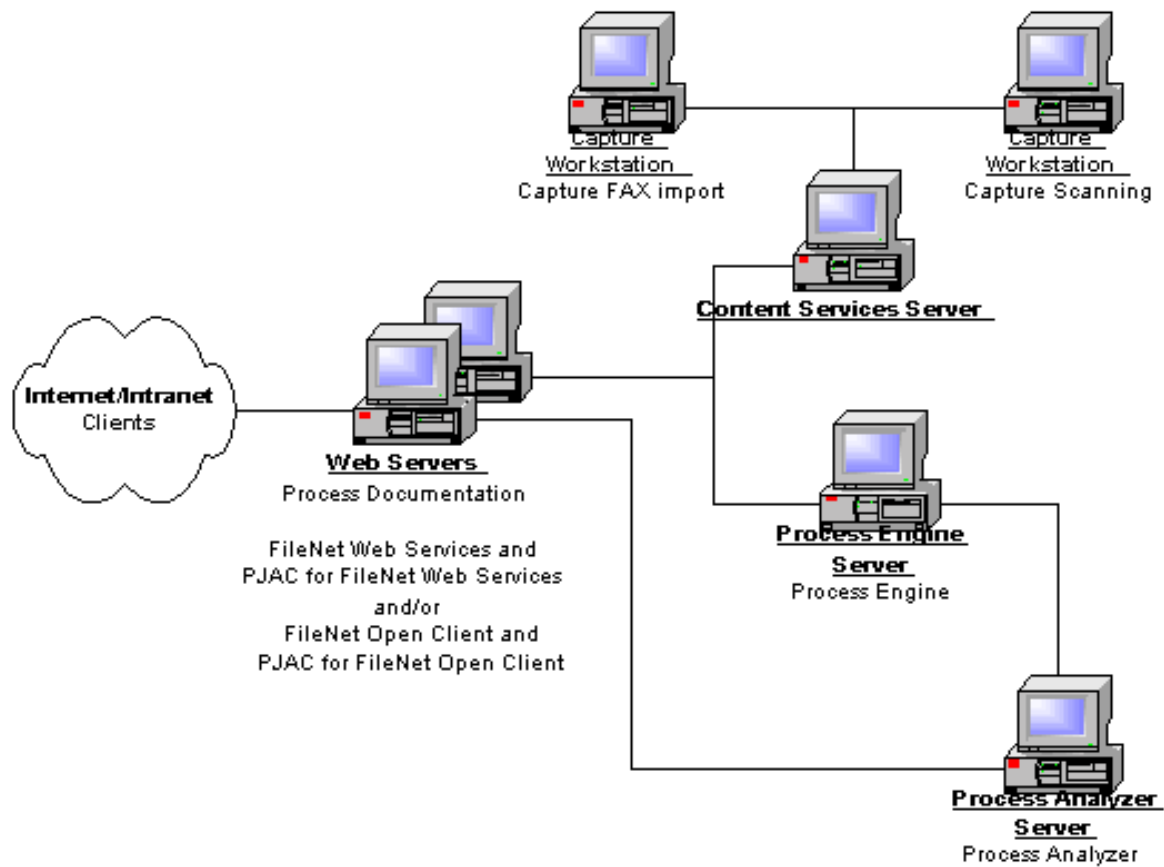 Capture
Workstation
Capture FAX import
Capture
Workstation
Capture Scanning
Content Services Server
Internet/Intranet
Clients
Web Servers
Process Documentation
FileNet Web Services and
PJAC for FileNet Web Services
and/or
FileNet Open Client and
PJAC for FileNet Open Client
Process Engine
Server
Process Engine
Process Analyzer
Server
Process Analyzer